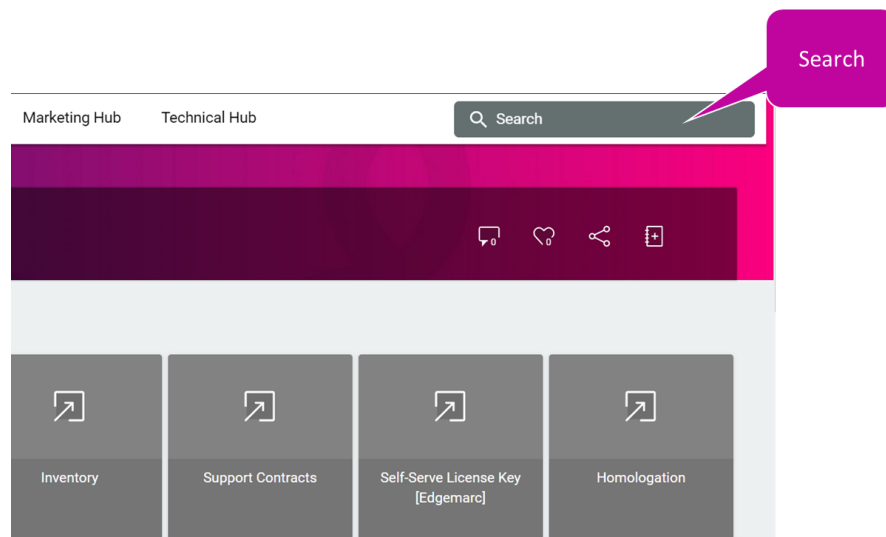 Search
Marketing Hub Technical Hub Search
0 0
Inventory Support Contracts Self-Serve License Key Homologation
[Edgemarc]